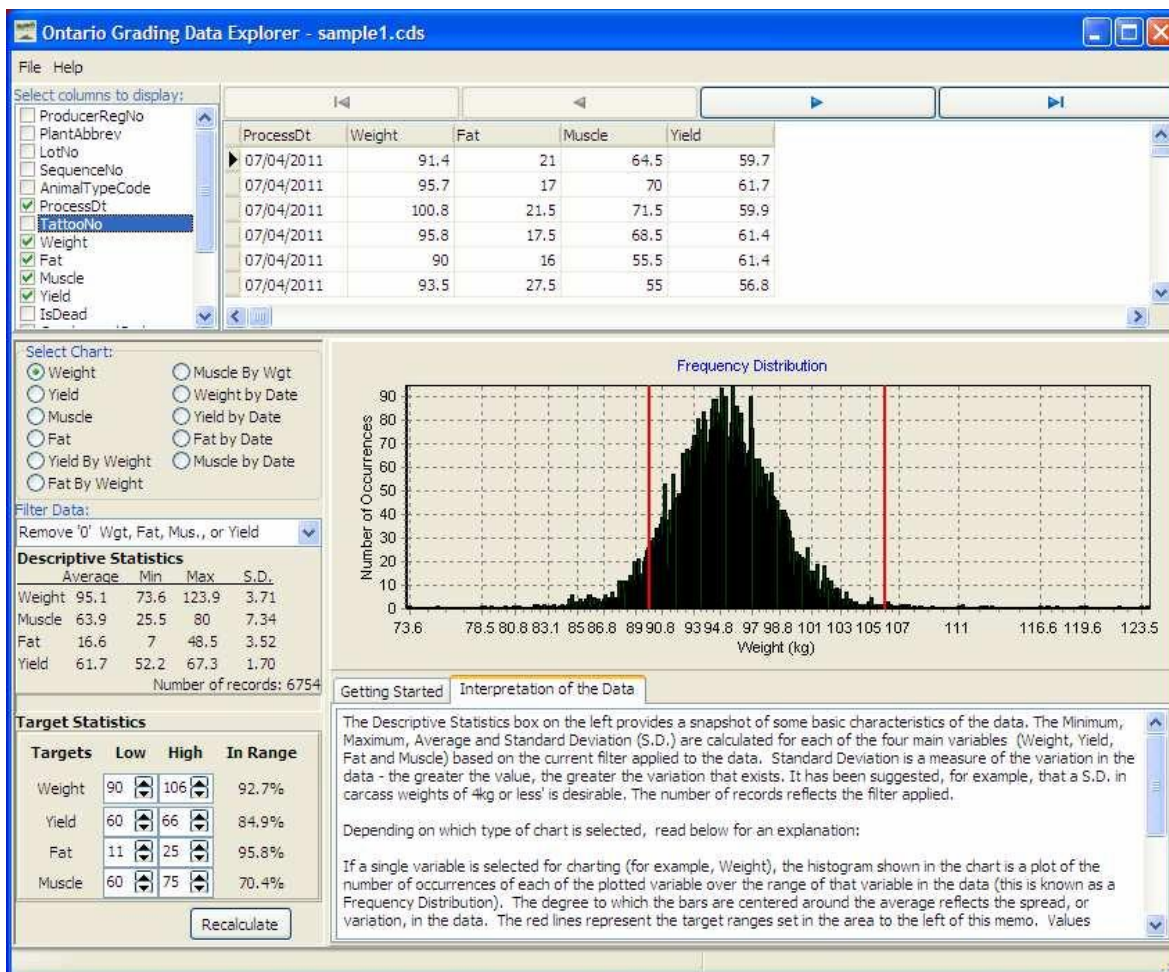 Ontario Grading Data Explorer - sample1.cds
File Help
Select columns to display:
ProducerRegNo
PlantAbbrev
LotNo
SequenceNo
AnimalTypeCode
ProcessDt
TattooNo
Weight
Fat
Muscle
Yield
IsDead
ProcessDt Weight Fat Muscle Yield
07/04/2011 91.4 21 64.5 59.7
07/04/2011 95.7 17 70 61.7
07/04/2011 100.8 21.5 71.5 59.9
07/04/2011 95.8 17.5 68.5 61.4
07/04/2011 90 16 55.5 61.4
07/04/2011 93.5 27.5 55 56.8
Select Chart:
Weight Muscle By Wgt
Yield Weight by Date
Muscle Yield by Date
Fat Fat by Date
Yield By Weight Muscle by Date
Fat By Weight
Filter Data:
Remove '0' Wgt, Fat, Mus., or Yield
Descriptive Statistics
Average Min Max S.D.
Weight 95.1 73.6 123.9 3.71
Muscle 63.9 25.5 80 7.34
Fat 16.6 7 48.5 3.52
Yield 61.7 52.2 67.3 1.70
Number of records: 6754
Target Statistics
Targets Low High In Range
Weight 90 106 92.7%
Yield 60 66 84.9%
Fat 11 25 95.8%
Muscle 60 75 70.4%
Recalculate
Frequency Distribution
Number of Occurrences
90
80
70
60
50
40
30
20
10
0
73.6 78.5 80.8 83.1 85 86.8 89 90.8 93 94.8 97 98.8 101 103 105 107 111 116.6 119.6 123.5
Weight (kg)
Getting Started Interpretation of the Data
The Descriptive Statistics box on the left provides a snapshot of some basic characteristics of the data. The Minimum,
Maximum, Average and Standard Deviation (S.D.) are calculated for each of the four main variables (Weight, Yield,
Fat and Muscle) based on the current filter applied to the data. Standard Deviation is a measure of the variation in the
data - the greater the value, the greater the variation that exists. It has been suggested, for example, that a S.D. in
carcass weights of 4kg or less' is desirable. The number of records reflects the filter applied.
Depending on which type of chart is selected, read below for an explanation:
If a single variable is selected for charting (for example, Weight), the histogram shown in the chart is a plot of the
number of occurrences of each of the plotted variable over the range of that variable in the data (this is known as a
Frequency Distribution). The degree to which the bars are centered around the average reflects the spread, or
variation, in the data. The red lines represent the target ranges set in the area to the left of this memo. Values